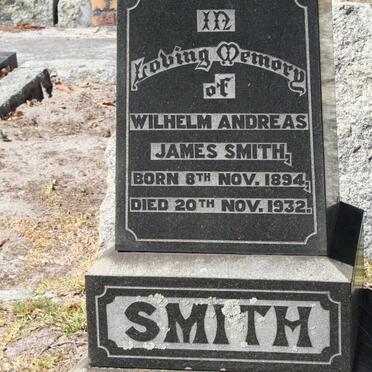 In
Loving Memory
of
WILHELM ANDREAS
JAMES SMITH,
BORN 8TH NOV. 1894,
DIED 20TH NOV. 1932.
SMITH